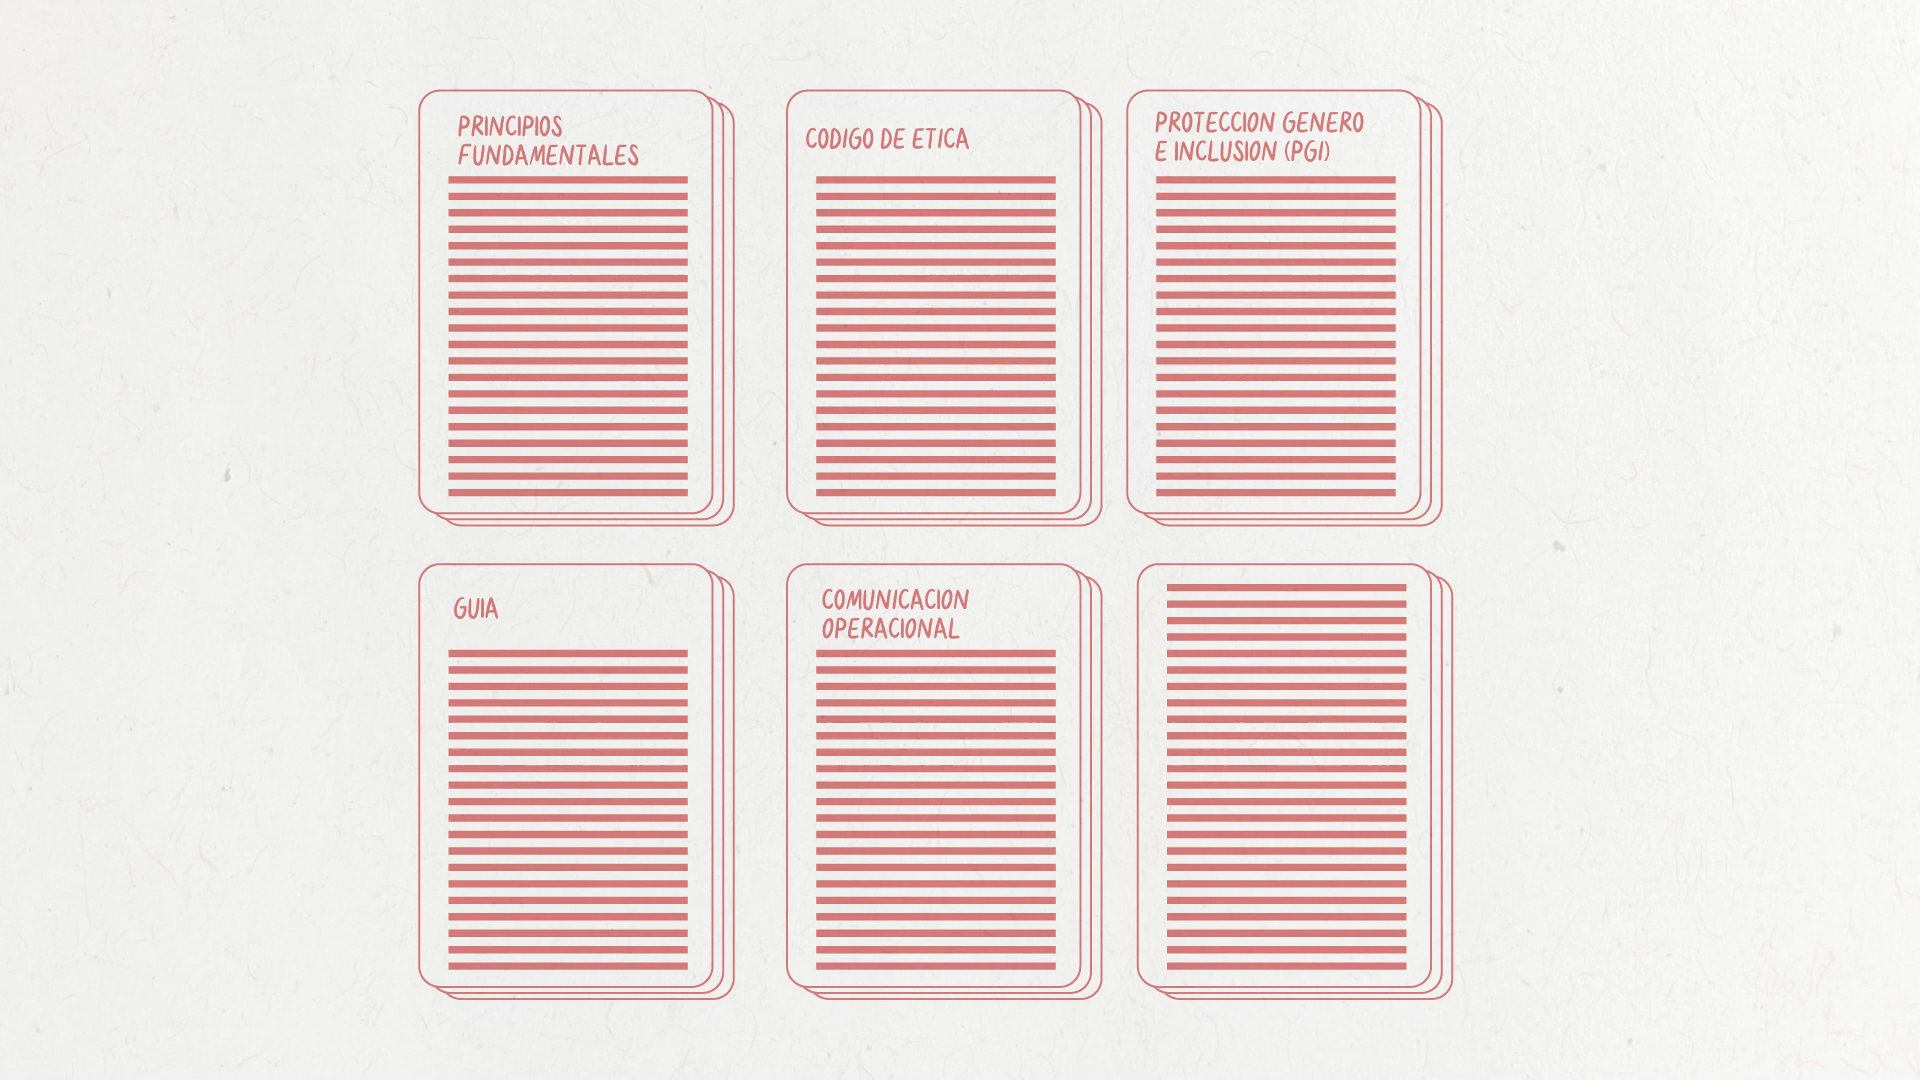 PRINCIPIOS
FUNDAMENTALES
CODIGO DE ETICA
PROTECCION GENERO
E INCLUSION (PGI)
GUIA
COMUNICACION
OPERACIONAL